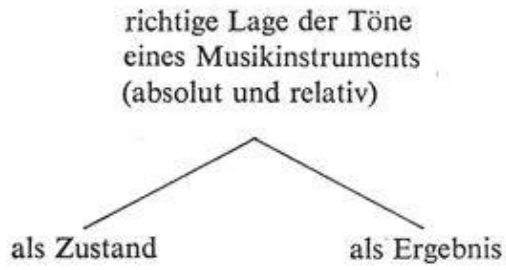 richtige Lage der Töne
eines Musikinstruments
(absolut und relativ)
als Zustand als Ergebnis